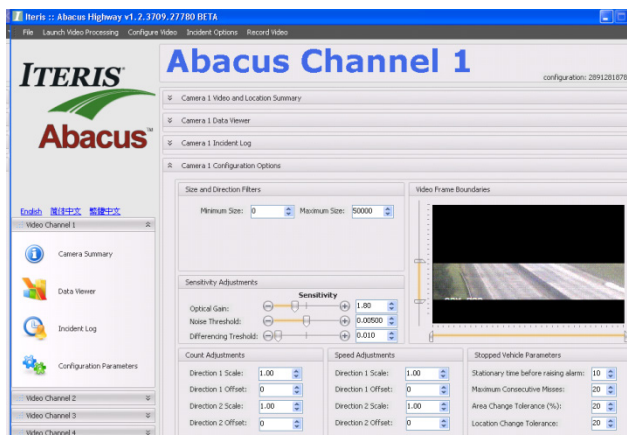 Iteris :: Abacus Highway v1.2.3709.27780 BETA
File Launch Video Processing Configure Video Incident Options Record Video
ITERIS
Abacus™
Abacus Channel 1
configuration: 2891281878
Camera 1 Video and Location Summary
Camera 1 Data Viewer
Camera 1 Incident Log
Camera 1 Configuration Options
English 简体中文 繁體中文
Video Channel 1
Camera Summary
Data Viewer
Incident Log
Configuration Parameters
Video Channel 2
Video Channel 3
Video Channel 4
Size and Direction Filters
Minimum Size: 0 Maximum Size: 50000
Video Frame Boundaries
Sensitivity Adjustments
Sensitivity
Optical Gain: 1.80
Noise Threshold: 0.00500
Differencing Treshold: 0.010
Count Adjustments
Direction 1 Scale: 1.00
Direction 1 Offset: 0
Direction 2 Scale: 1.00
Direction 2 Offset: 0
Speed Adjustments
Direction 1 Scale: 1.00
Direction 1 Offset: 0
Direction 2 Scale: 1.00
Direction 2 Offset: 0
Stopped Vehicle Parameters
Stationary time before raising alarm: 10
Maximum Consecutive Misses: 20
Area Change Tolerance (%): 20
Location Change Tolerance: 20